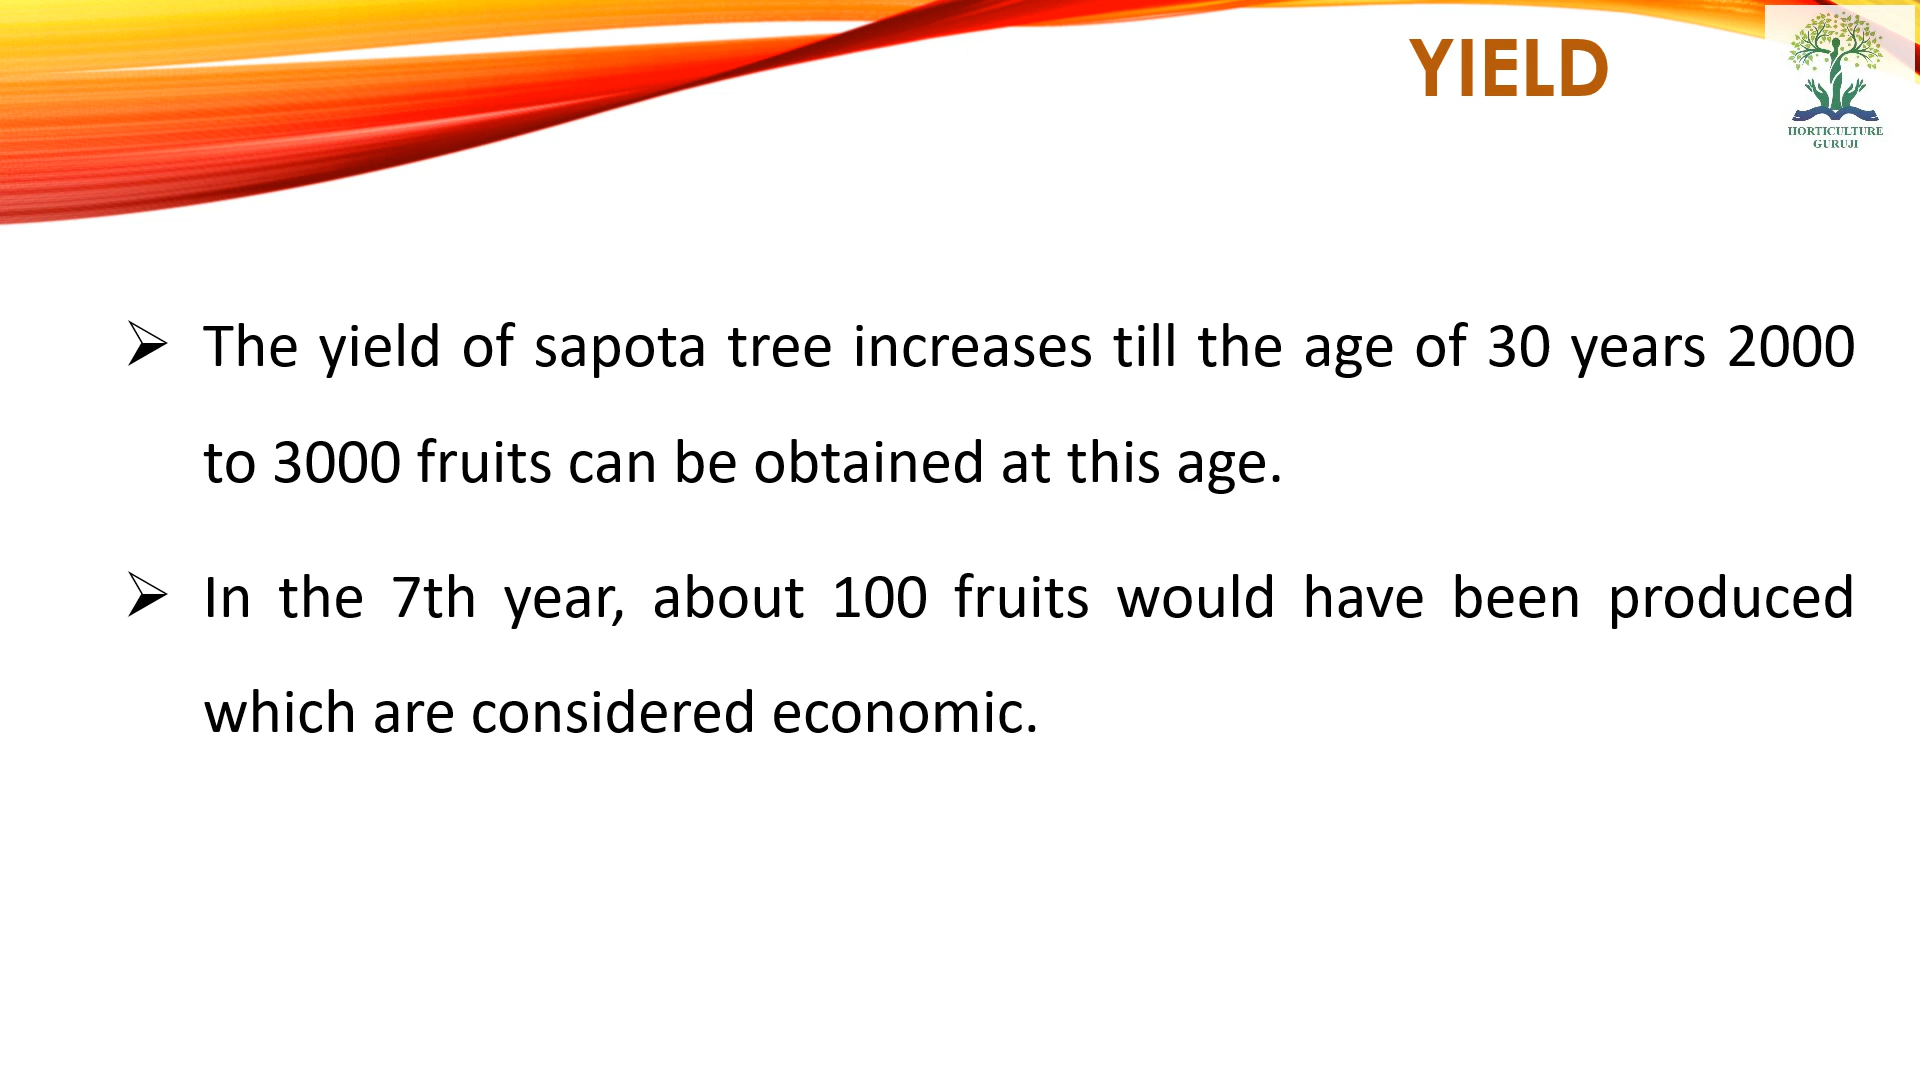 YIELD
HORTICULTURE
GURUJI
➢ The yield of sapota tree increases till the age of 30 years 2000
to 3000 fruits can be obtained at this age.
➢ In the 7th year, about 100 fruits would have been produced
which are considered economic.